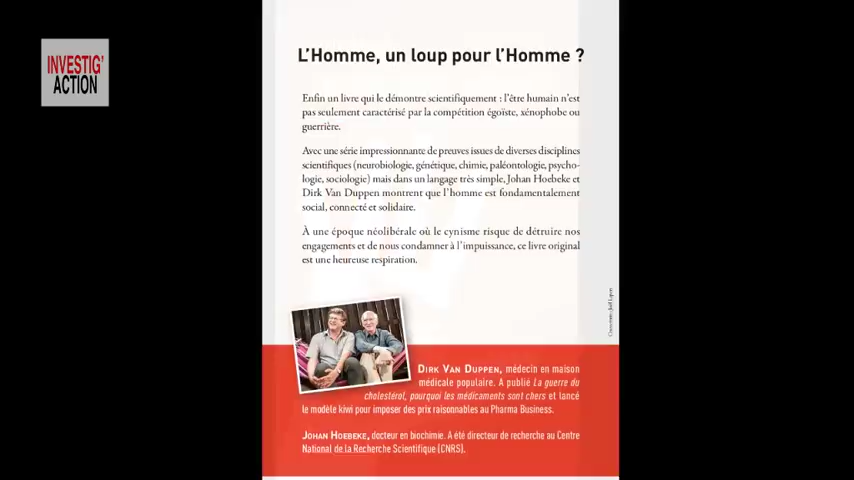 INVESTIG'
ACTION
L'Homme, un loup pour l'Homme ?
Enfin un livre qui le démontre scientifiquement : l'être humain n'est
pas seulement caractérisé par la compétition égoïste, xénophobe ou
guerrière.
Avec une série impressionnante de preuves issues de diverses disciplines
scientifiques (neurobiologie, génétique, chimie, paléontologie, psycho-
logie, sociologie) mais dans un langage très simple, Johan Hoebeke et
Dirk Van Duppen montrent que l'homme est fondamentalement
social, connecté et solidaire.
À une époque néolibérale où le cynisme risque de détruire nos
engagements et de nous condamner à l'impuissance, ce livre original
est une heureuse respiration.
DIRK VAN DUPPEN, médecin en maison
médicale populaire. A publié La guerre du
cholestérol, pourquoi les médicaments sont chers et lancé
le modèle kiwi pour imposer des prix raisonnables au Pharma Business.
JOHAN HOEBEKE, docteur en biochimie. A été directeur de recherche au Centre
National de la Recherche Scientifique (CNRS).